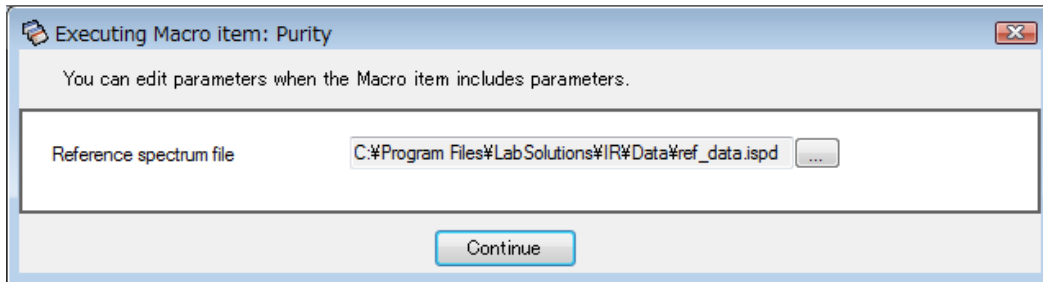 Executing Macro item: Purity
You can edit parameters when the Macro item includes parameters.
Reference spectrum file C:¥Program Files¥LabSolutions¥IR¥Data¥ref_data.ispd ...
Continue